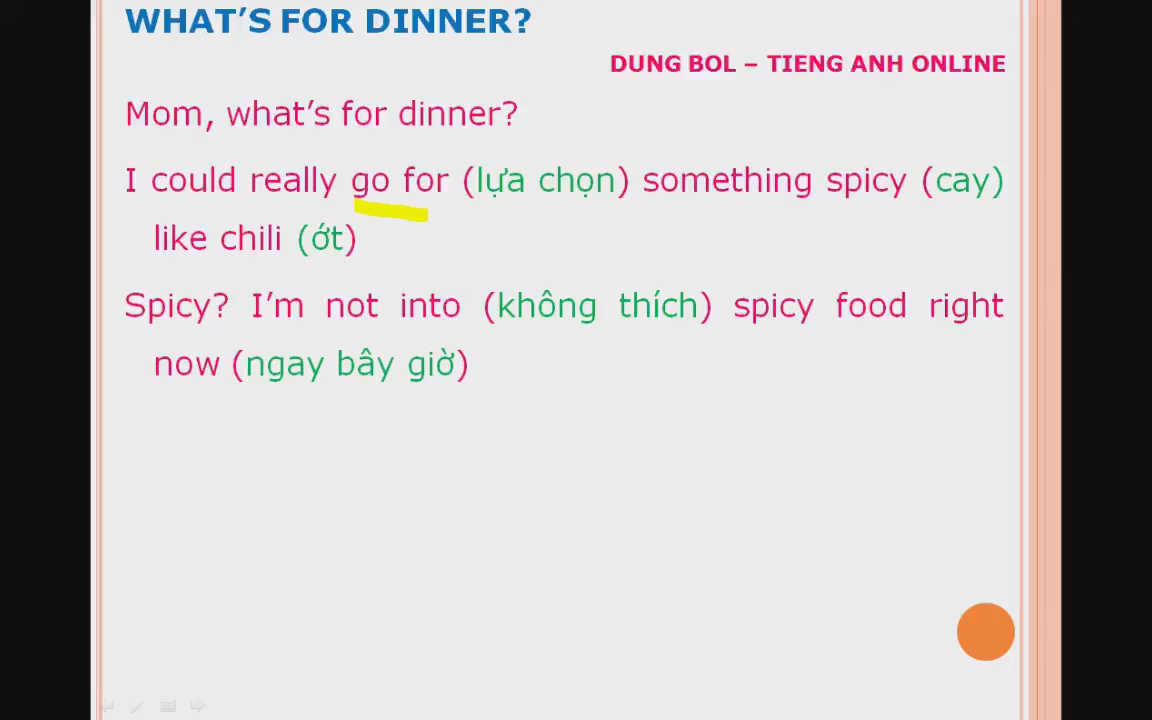 WHAT’S FOR DINNER?
DUNG BOL – TIENG ANH ONLINE
Mom, what’s for dinner?
I could really go for (lựa chọn) something spicy (cay)
like chili (ớt)
Spicy? I’m not into (không thích) spicy food right
now (ngay bây giờ)